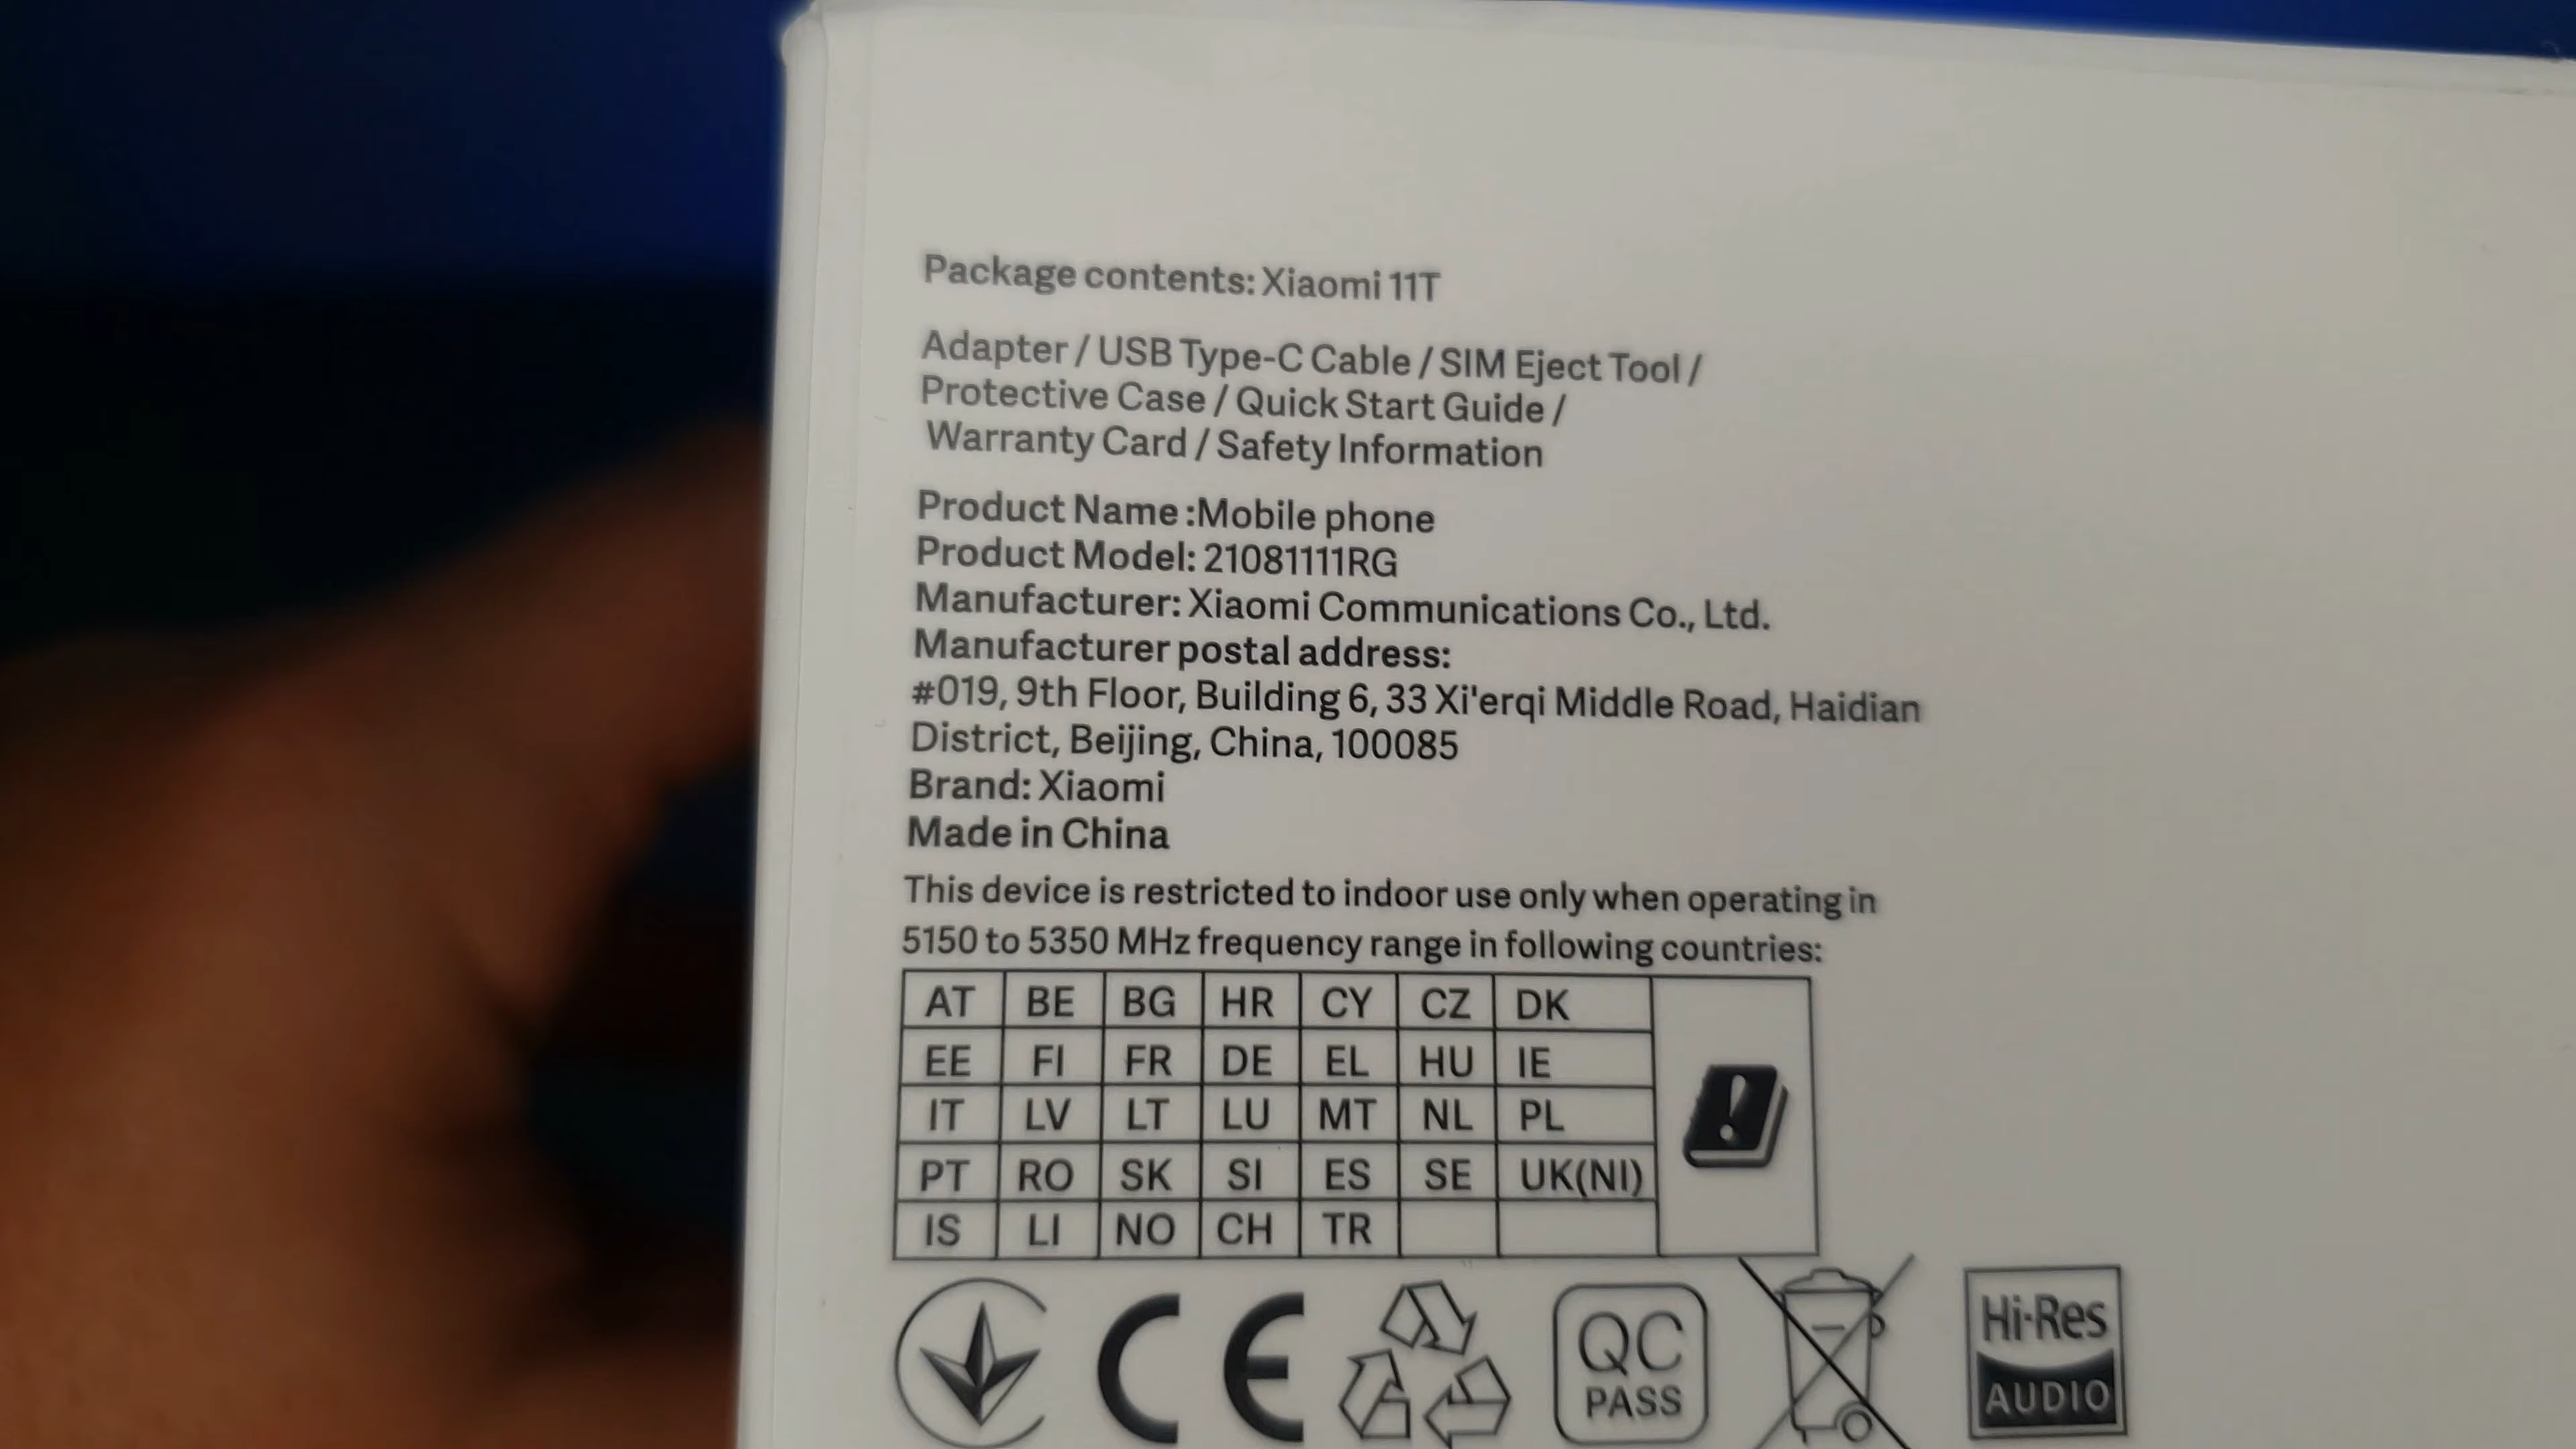 Package contents: Xiaomi 11T
Adapter / USB Type-C Cable / SIM Eject Tool /
Protective Case / Quick Start Guide /
Warranty Card / Safety Information
Product Name :Mobile phone
Product Model: 21081111RG
Manufacturer: Xiaomi Communications Co., Ltd.
Manufacturer postal address:
#019, 9th Floor, Building 6, 33 Xi'erqi Middle Road, Haidian
District, Beijing, China, 100085
Brand: Xiaomi
Made in China
This device is restricted to indoor use only when operating in
5150 to 5350 MHz frequency range in following countries:
AT BE BG HR CY CZ DK
EE FI FR DE EL HU IE
IT LV LT LU MT NL PL
PT RO SK SI ES SE UK(NI)
IS LI NO CH TR
CE
QC
PASS
Hi-Res
AUDIO